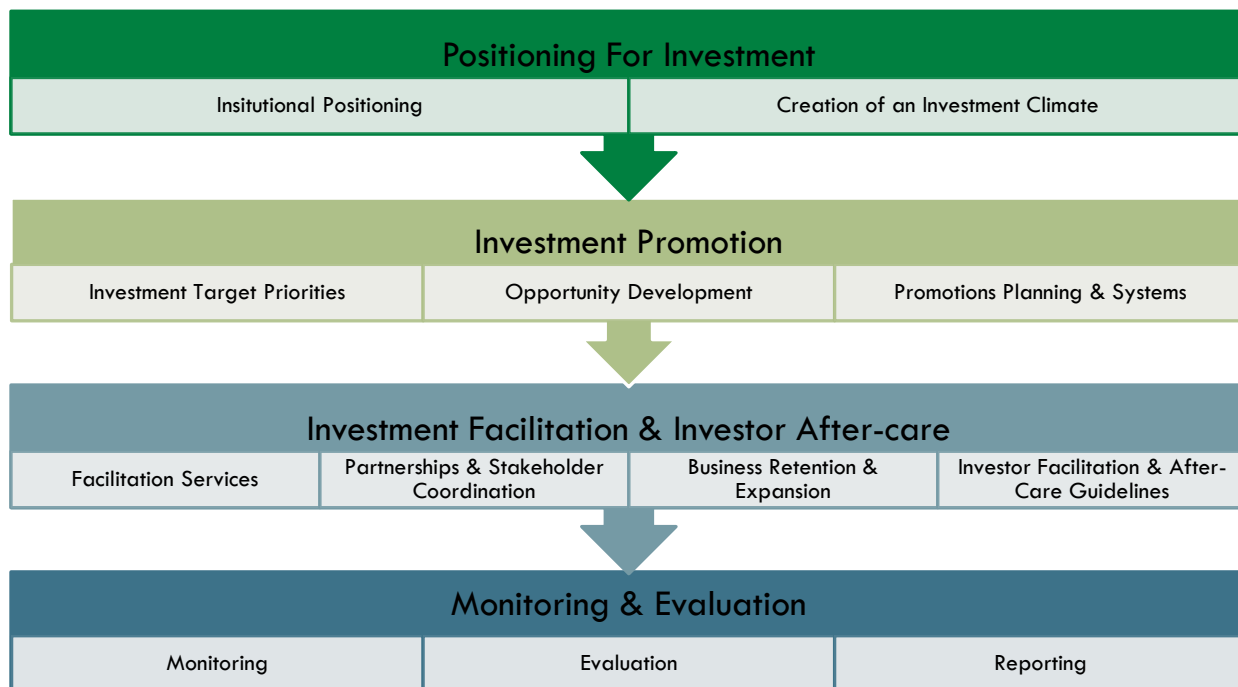 Positioning For Investment
Insitutional Positioning
Creation of an Investment Climate
Investment Promotion
Investment Target Priorities
Opportunity Development
Promotions Planning & Systems
Investment Facilitation & Investor After-care
Facilitation Services
Partnerships & Stakeholder
Coordination
Business Retention &
Expansion
Investor Facilitation & After-
Care Guidelines
Monitoring & Evaluation
Monitoring
Evaluation
Reporting